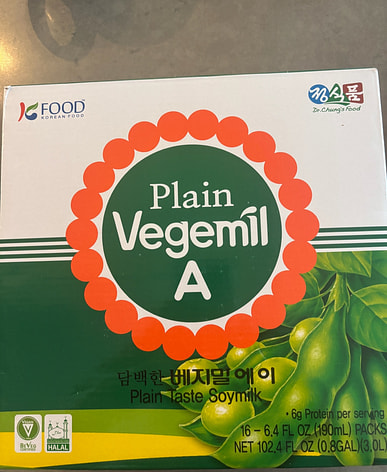 K FOOD
KOREAN FOOD
정식품
Dr.Chung's Food
Plain
Vegemil
A
담백한 베지밀 에이
Plain Taste Soymilk
• 6g Protein per serving
16 - 6.4 FL OZ (190mL) PACKS
NET 102.4 FL OZ (0.8GAL)(3.0L)
BeVeg
HALAL